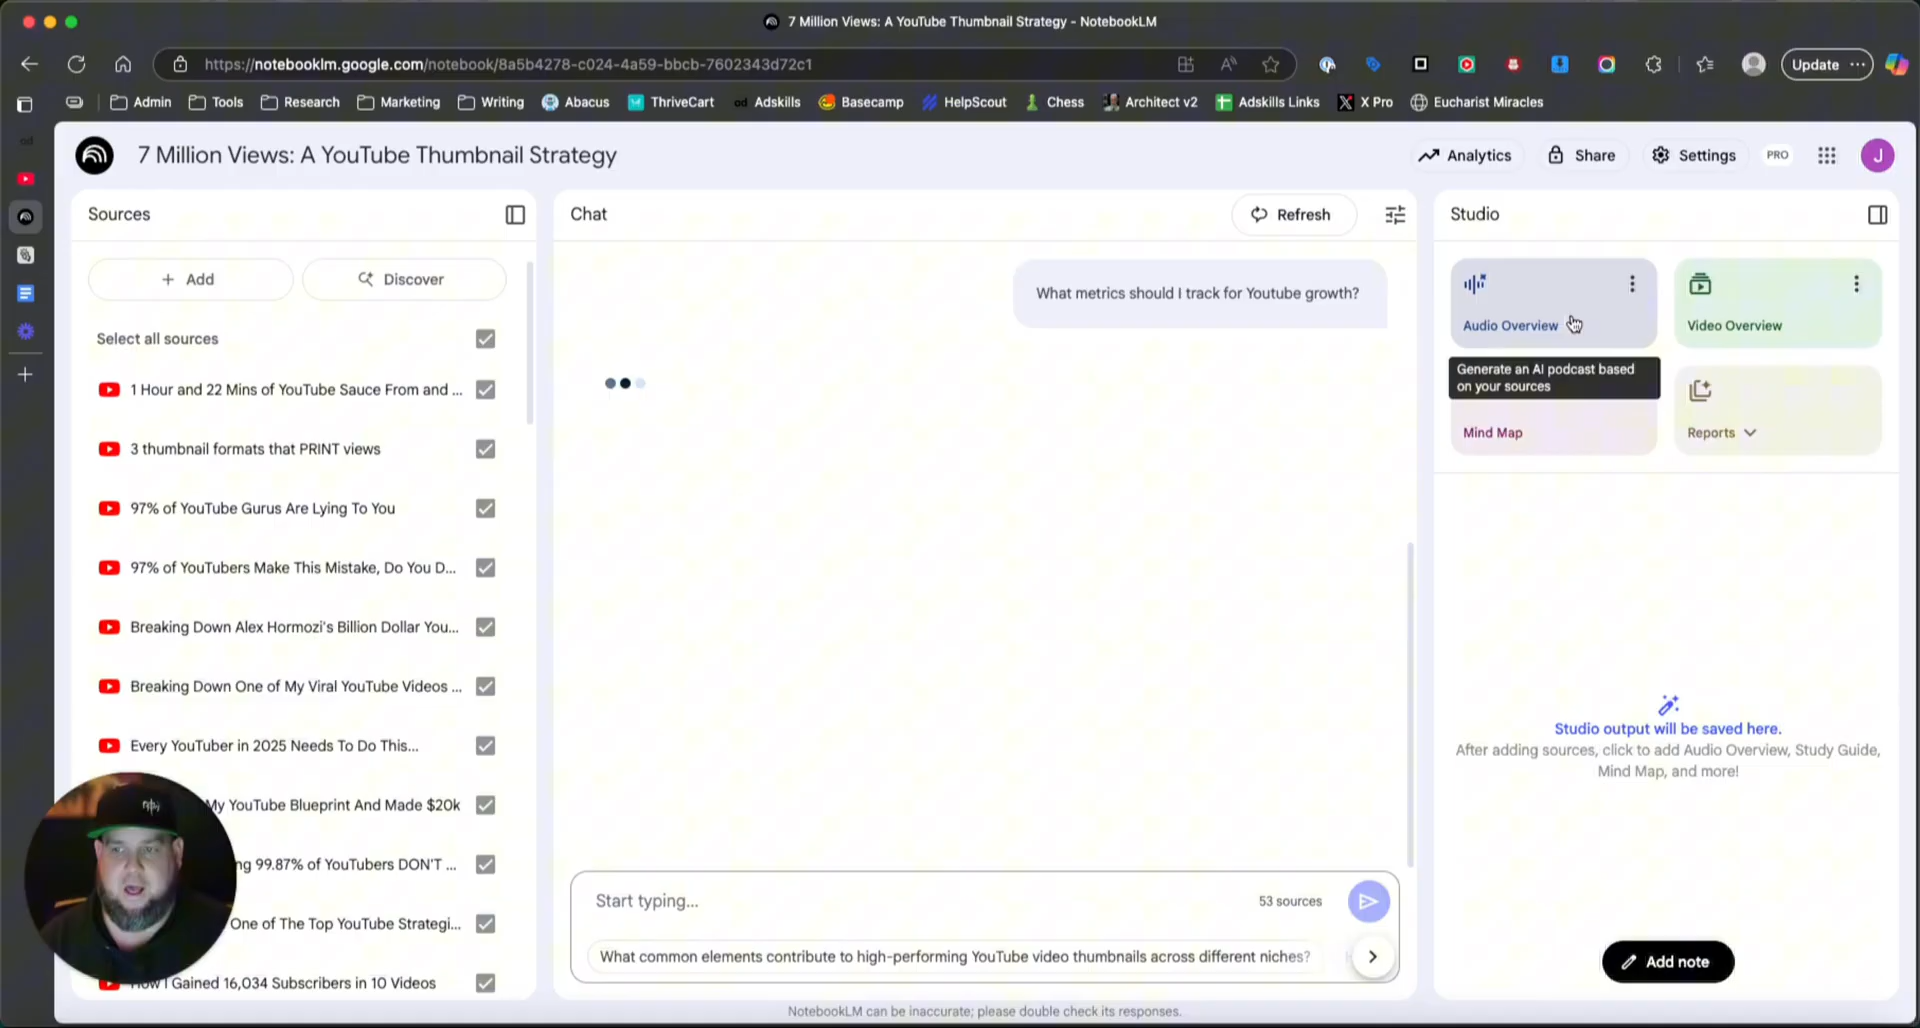 7 Million Views: A YouTube Thumbnail Strategy - NotebookLM
https://notebooklm.google.com/notebook/8a5b4278-c024-4a59-bbcb-7602343d72c1
Update
Admin Tools Research Marketing Writing Abacus ThriveCart ad Adskills Basecamp HelpScout Chess Architect v2 Adskills Links X Pro Eucharist Miracles
7 Million Views: A YouTube Thumbnail Strategy
Analytics Share Settings PRO J
Sources
+ Add Discover
Select all sources
1 Hour and 22 Mins of YouTube Sauce From and ...
3 thumbnail formats that PRINT views
97% of YouTube Gurus Are Lying To You
97% of YouTubers Make This Mistake, Do You D...
Breaking Down Alex Hormozi's Billion Dollar You...
Breaking Down One of My Viral YouTube Videos ...
Every YouTuber in 2025 Needs To Do This...
My YouTube Blueprint And Made $20k
ng 99.87% of YouTubers DON'T ...
One of The Top YouTube Strategi...
How I Gained 16,034 Subscribers in 10 Videos
Chat
Refresh
What metrics should I track for Youtube growth?
Start typing...
53 sources
What common elements contribute to high-performing YouTube video thumbnails across different niches?
NotebookLM can be inaccurate; please double check its responses.
Studio
Audio Overview
Video Overview
Generate an AI podcast based
on your sources
Mind Map
Reports
Studio output will be saved here.
After adding sources, click to add Audio Overview, Study Guide,
Mind Map, and more!
Add note